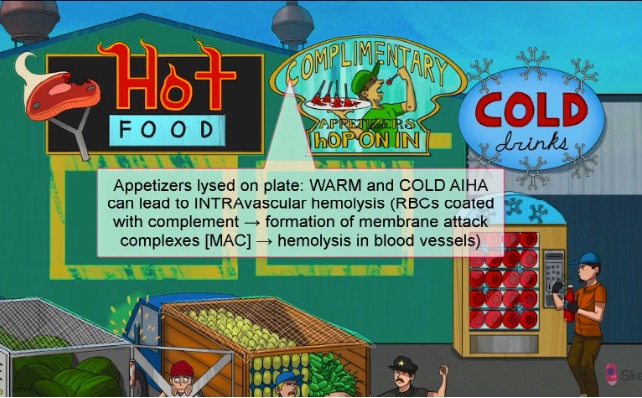 Hot
FOOD
COMPLIMENTARY
APPETIZERS
hOP ON IN
COLD
drinks
Appetizers lysed on plate: WARM and COLD AIHA
can lead to INTRAvascular hemolysis (RBCs coated
with complement → formation of membrane attack
complexes [MAC] → hemolysis in blood vessels)